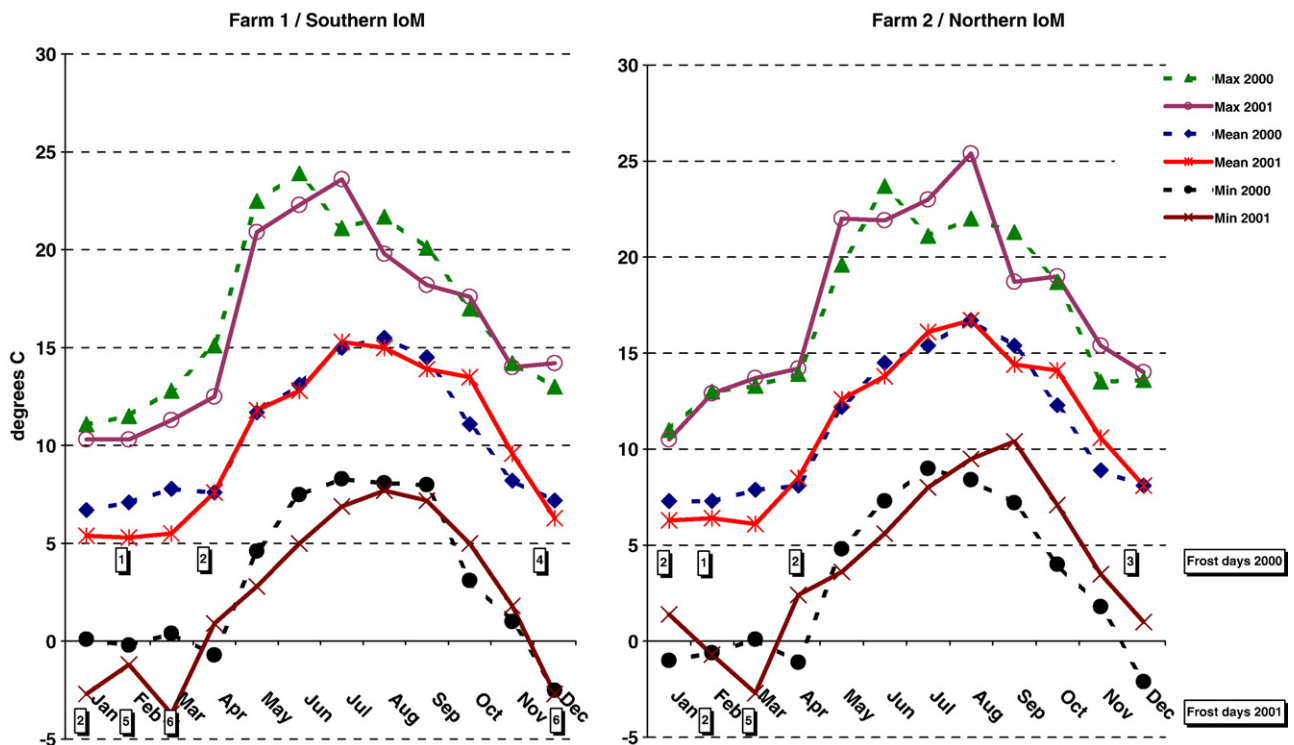 Farm 1 / Southern IoM
Farm 2 / Northern IoM
degrees C
30
25
20
15
10
5
0
-5
Jan
Feb
Mar
Apr
May
Jun
Jul
Aug
Sep
Oct
Nov
Dec
1
2
4
2
5
6
6
30
25
20
15
10
5
0
-5
Jan
Feb
Mar
Apr
May
Jun
Jul
Aug
Sep
Oct
Nov
Dec
2
1
2
3
2
5
Max 2000
Max 2001
Mean 2000
Mean 2001
Min 2000
Min 2001
Frost days 2000
Frost days 2001